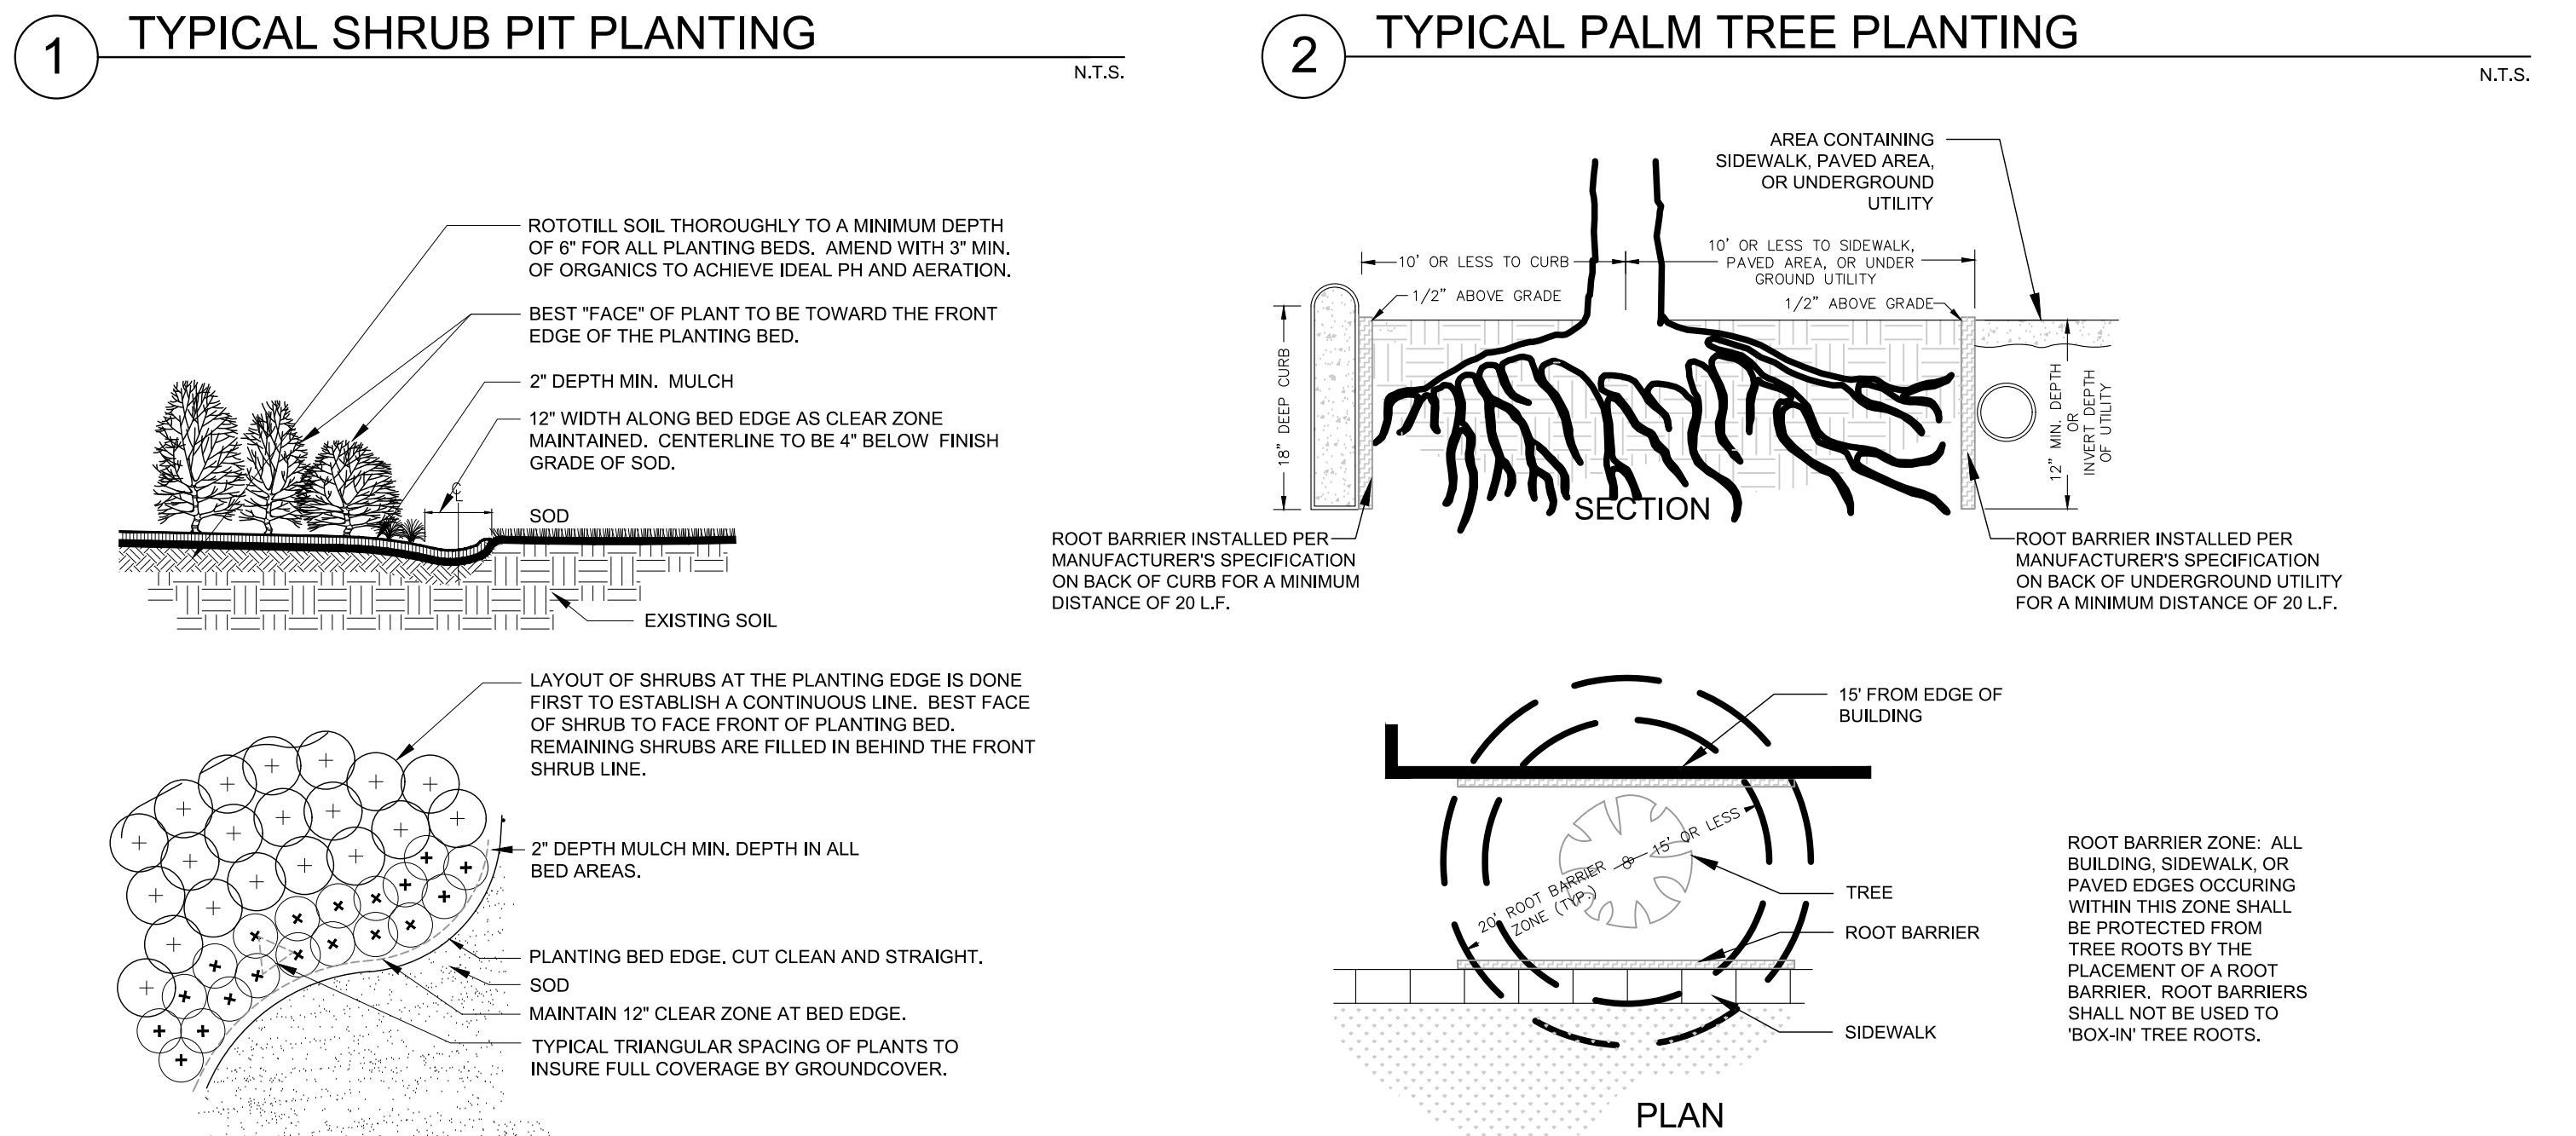 1
TYPICAL SHRUB PIT PLANTING
N.T.S.
ROTOTILL SOIL THOROUGHLY TO A MINIMUM DEPTH
OF 6" FOR ALL PLANTING BEDS. AMEND WITH 3" MIN.
OF ORGANICS TO ACHIEVE IDEAL PH AND AERATION.
BEST "FACE" OF PLANT TO BE TOWARD THE FRONT
EDGE OF THE PLANTING BED.
2" DEPTH MIN. MULCH
12" WIDTH ALONG BED EDGE AS CLEAR ZONE
MAINTAINED. CENTERLINE TO BE 4" BELOW FINISH
GRADE OF SOD.
℄
SOD
EXISTING SOIL
LAYOUT OF SHRUBS AT THE PLANTING EDGE IS DONE
FIRST TO ESTABLISH A CONTINUOUS LINE. BEST FACE
OF SHRUB TO FACE FRONT OF PLANTING BED.
REMAINING SHRUBS ARE FILLED IN BEHIND THE FRONT
SHRUB LINE.
2" DEPTH MULCH MIN. DEPTH IN ALL
BED AREAS.
PLANTING BED EDGE. CUT CLEAN AND STRAIGHT.
SOD
MAINTAIN 12" CLEAR ZONE AT BED EDGE.
TYPICAL TRIANGULAR SPACING OF PLANTS TO
INSURE FULL COVERAGE BY GROUNDCOVER.
2
TYPICAL PALM TREE PLANTING
N.T.S.
AREA CONTAINING
SIDEWALK, PAVED AREA,
OR UNDERGROUND
UTILITY
10' OR LESS TO CURB
10' OR LESS TO SIDEWALK,
PAVED AREA, OR UNDER
GROUND UTILITY
1/2" ABOVE GRADE
1/2" ABOVE GRADE
18" DEEP CURB
12" MIN. DEPTH
OR
INVERT DEPTH
OF UTILITY
SECTION
ROOT BARRIER INSTALLED PER
MANUFACTURER'S SPECIFICATION
ON BACK OF CURB FOR A MINIMUM
DISTANCE OF 20 L.F.
ROOT BARRIER INSTALLED PER
MANUFACTURER'S SPECIFICATION
ON BACK OF UNDERGROUND UTILITY
FOR A MINIMUM DISTANCE OF 20 L.F.
15' FROM EDGE OF
BUILDING
15' OR LESS
20' ROOT BARRIER
ZONE (TYP.)
TREE
ROOT BARRIER
SIDEWALK
ROOT BARRIER ZONE: ALL
BUILDING, SIDEWALK, OR
PAVED EDGES OCCURING
WITHIN THIS ZONE SHALL
BE PROTECTED FROM
TREE ROOTS BY THE
PLACEMENT OF A ROOT
BARRIER. ROOT BARRIERS
SHALL NOT BE USED TO
'BOX-IN' TREE ROOTS.
PLAN